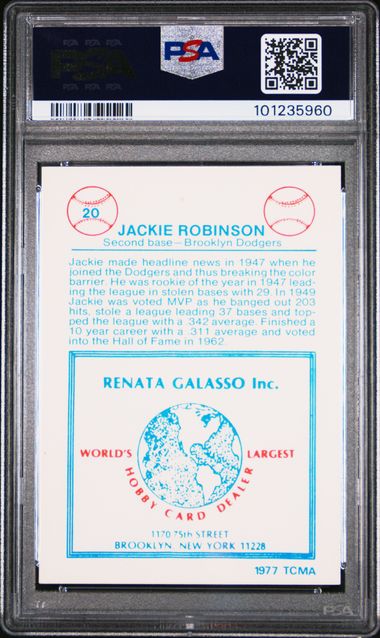 PSA
101235960
20
JACKIE ROBINSON
Second base – Brooklyn Dodgers
Jackie made headline news in 1947 when he
joined the Dodgers and thus breaking the color
barrier. He was rookie of the year in 1947 lead-
ing the league in stolen bases with 29. In 1949
Jackie was voted MVP as he banged out 203
hits, stole a league leading 37 bases and top-
ped the league with a .342 average. Finished a
10 year career with a .311 average and voted
into the Hall of Fame in 1962.
RENATA GALASSO Inc.
WORLD'S LARGEST
HOBBY CARD DEALER
1170 75th STREET
BROOKLYN, NEW YORK 11228
1977 TCMA